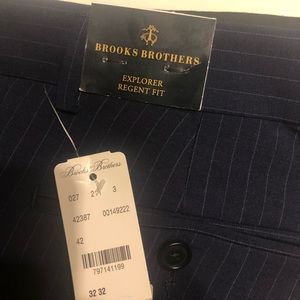 BROOKS BROTHERS
EXPLORER
REGENT FIT
Brooks Brothers
027 3
42387 00149222
42
797141199
32 32